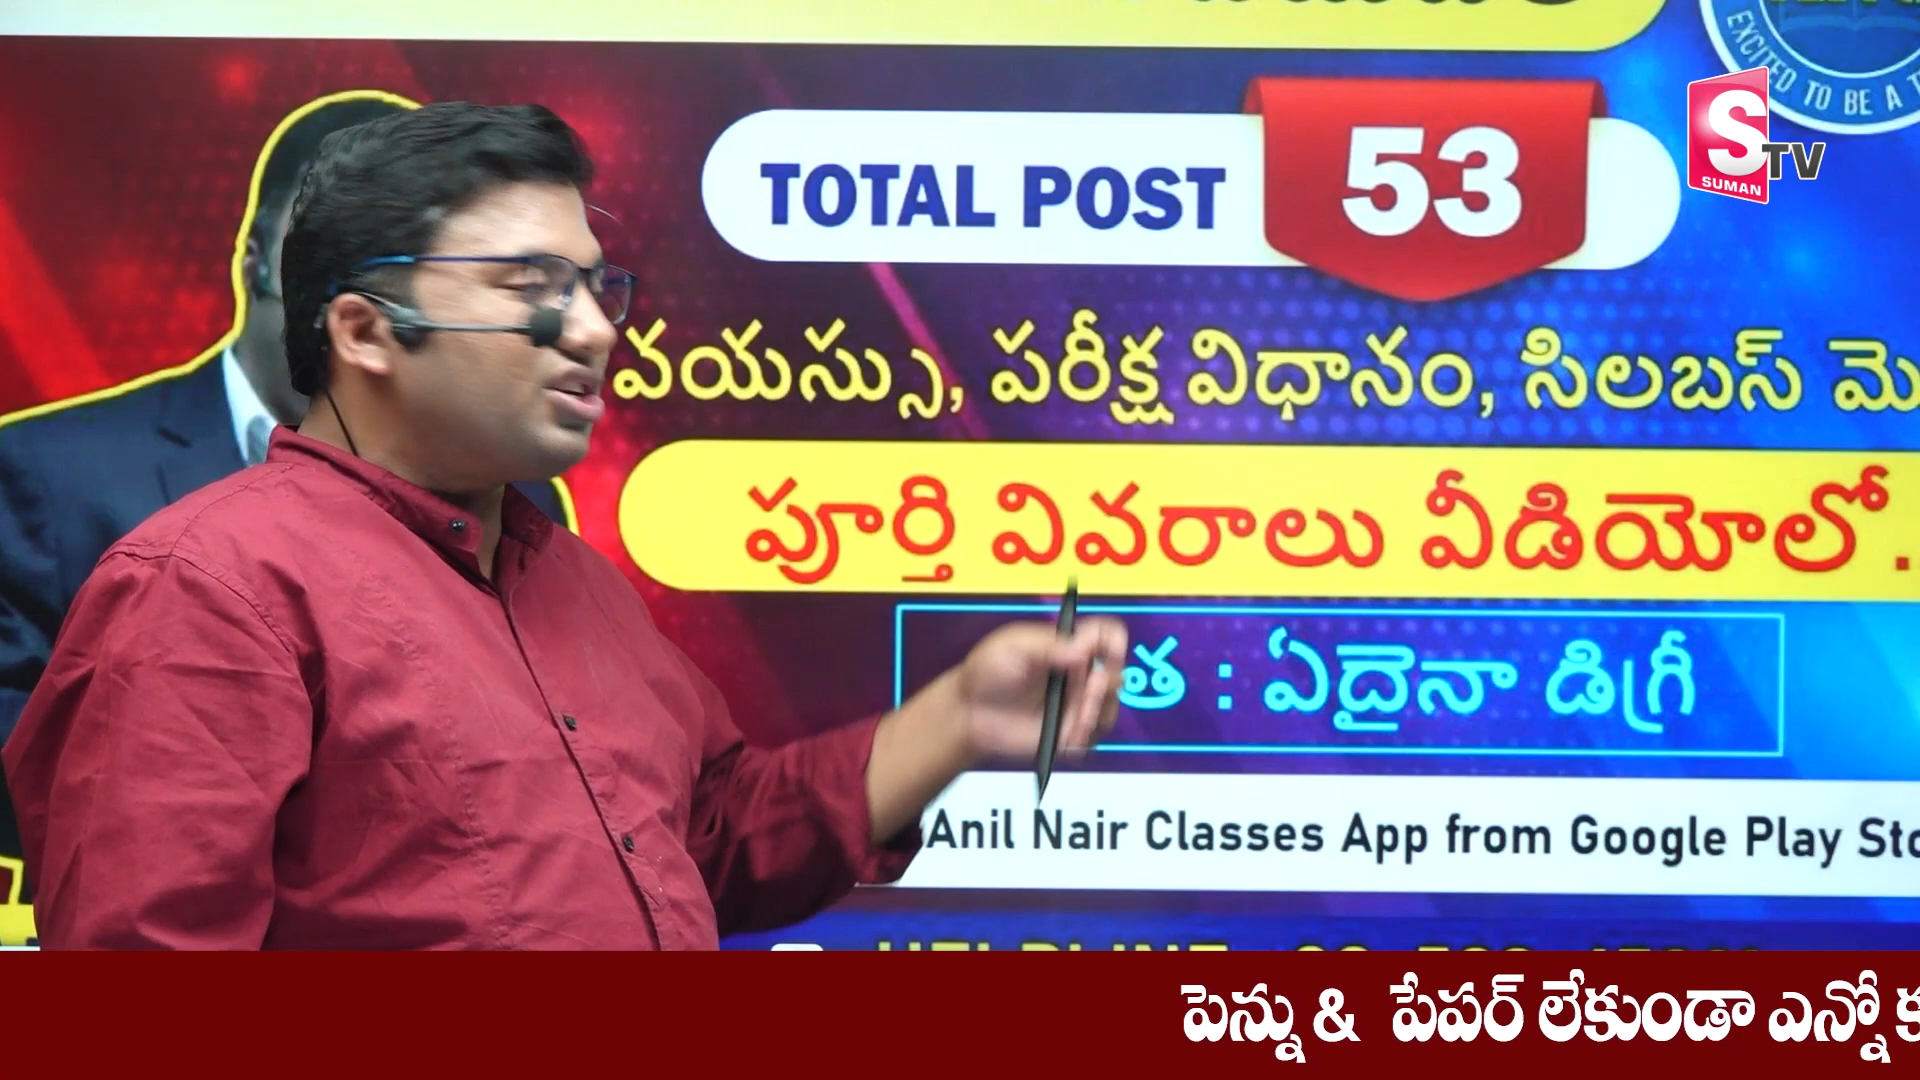 EXCITED TO BE A
S TV
SUMAN
TOTAL POST 53
వయస్సు, పరీక్ష విధానం, సిలబస్
పూర్తి వివరాలు వీడియోలో ..
: ఏదైనా డిగ్రీ
Anil Nair Classes App from Google Play
పెన్ను & పేపర్ లేకుండా ఎన్నో